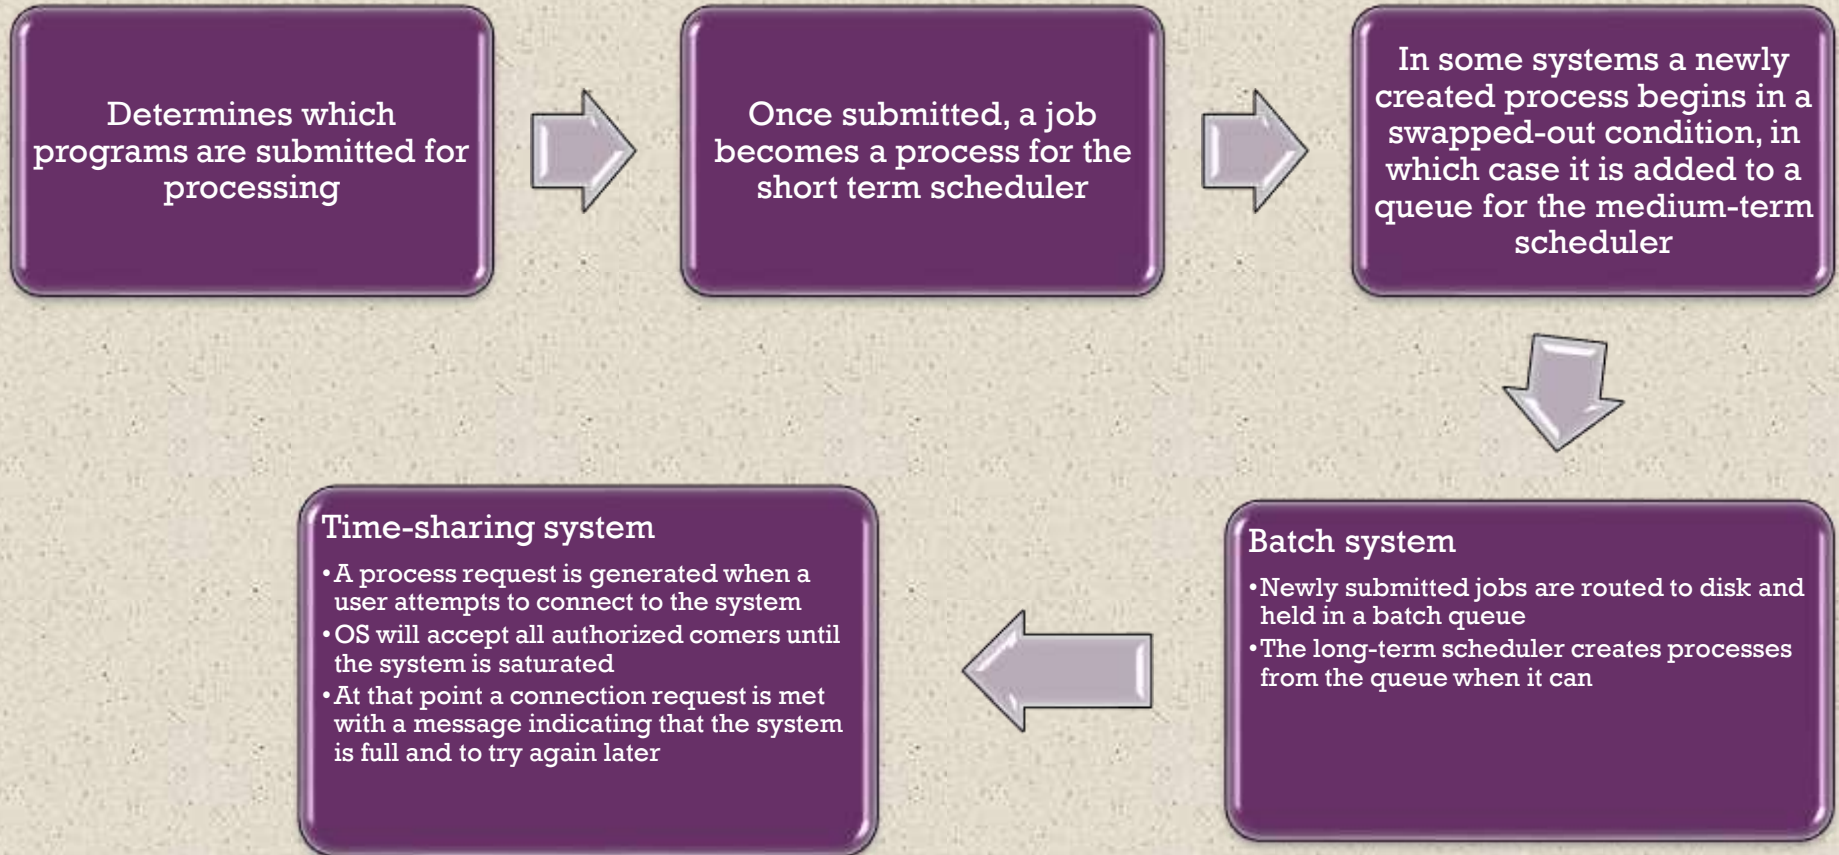 Determines which
programs are submitted for
processing
Once submitted, a job
becomes a process for the
short term scheduler
In some systems a newly
created process begins in a
swapped-out condition, in
which case it is added to a
queue for the medium-term
scheduler
Batch system
•Newly submitted jobs are routed to disk and
held in a batch queue
•The long-term scheduler creates processes
from the queue when it can
Time-sharing system
•A process request is generated when a
user attempts to connect to the system
•OS will accept all authorized comers until
the system is saturated
•At that point a connection request is met
with a message indicating that the system
is full and to try again later